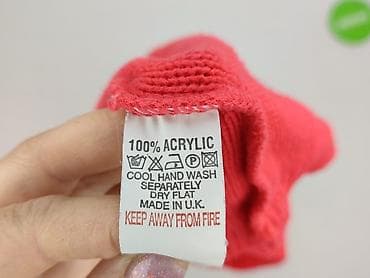 100% ACRYLIC
COOL HAND WASH
SEPARATELY
DRY FLAT
MADE IN U.K.
KEEP AWAY FROM FIRE